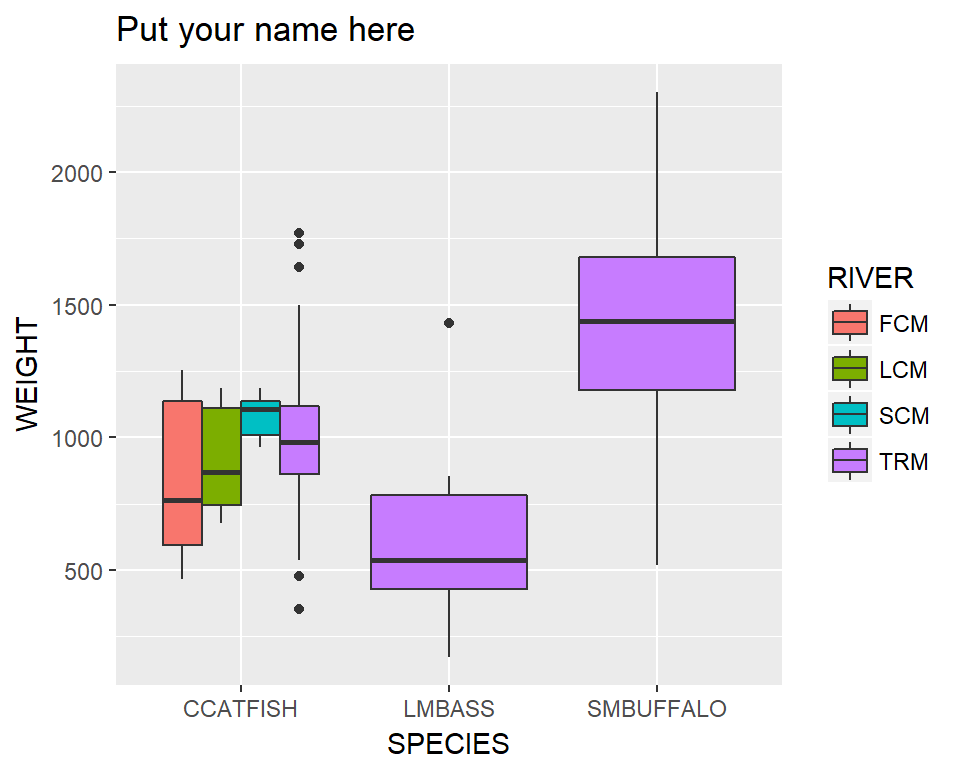 Put your name here
WEIGHT
2000
1500
1000
500
CCATFISH LMBASS SMBUFFALO
SPECIES
RIVER
FCM
LCM
SCM
TRM